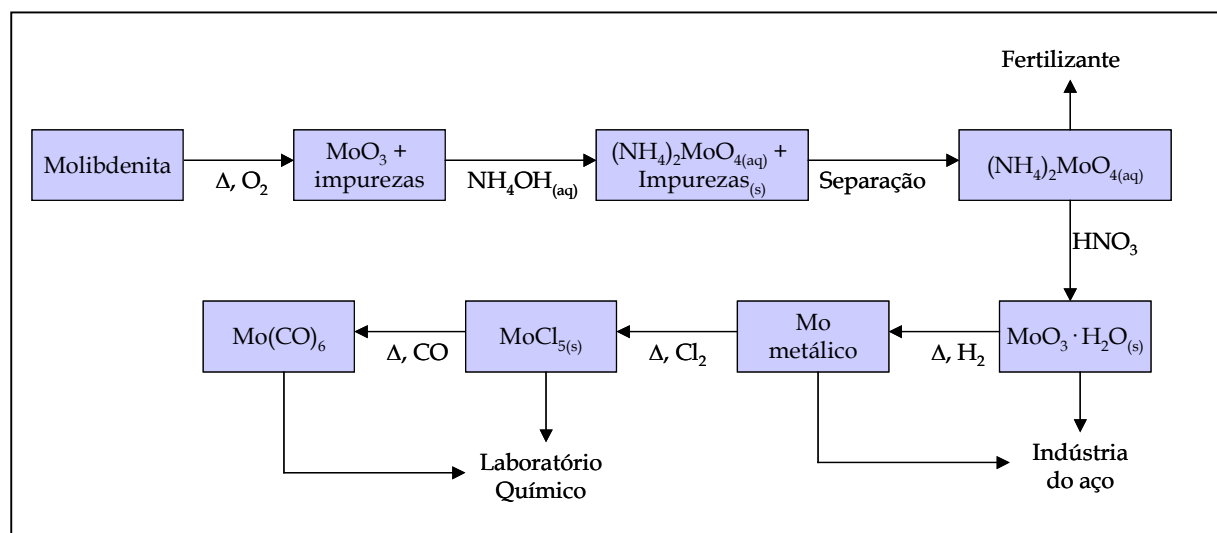 Fertilizante
Molibdenita
Δ, O₂
MoO₃ +
impurezas
NH₄OH₍aq₎
(NH₄)₂MoO₄₍aq₎ +
Impurezas₍s₎
Separação
(NH₄)₂MoO₄₍aq₎
HNO₃
Mo(CO)₆
Δ, CO
MoCl₅₍s₎
Δ, Cl₂
Mo
metálico
Δ, H₂
MoO₃ · H₂O₍s₎
Laboratório
Químico
Indústria
do aço